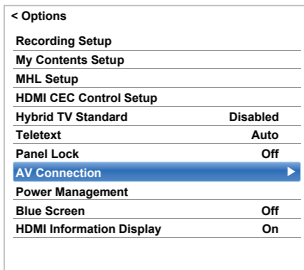 < Options
Recording Setup
My Contents Setup
MHL Setup
HDMI CEC Control Setup
Hybrid TV Standard Disabled
Teletext Auto
Panel Lock Off
AV Connection
Power Management
Blue Screen Off
HDMI Information Display On